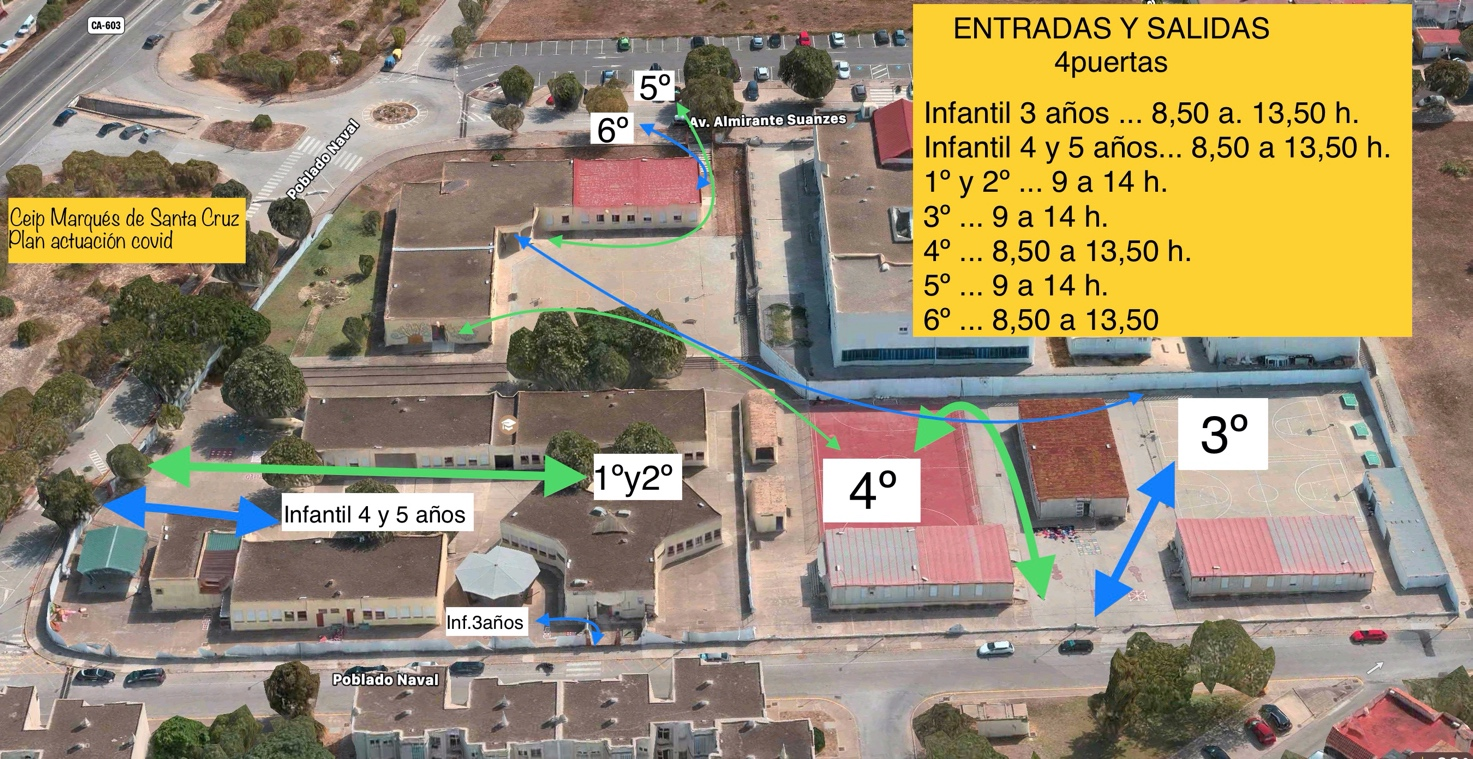 CA-603
ENTRADAS Y SALIDAS
4puertas
Infantil 3 años ... 8,50 a. 13,50 h.
Infantil 4 y 5 años... 8,50 a 13,50 h.
1º y 2º ... 9 a 14 h.
3º ... 9 a 14 h.
4º ... 8,50 a 13,50 h.
5º ... 9 a 14 h.
6º ... 8,50 a 13,50
5º
6º
Av. Almirante Suanzes
Poblado Naval
Ceip Marqués de Santa Cruz
Plan actuación covid
3º
1ºy2º
4º
Infantil 4 y 5 años
Inf.3años
Poblado Naval